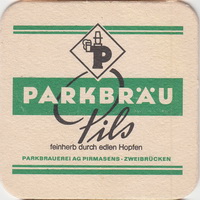 P
PARKBRÄU
Pils
feinherb durch edlen Hopfen
PARKBRAUEREI AG PIRMASENS - ZWEIBRÜCKEN